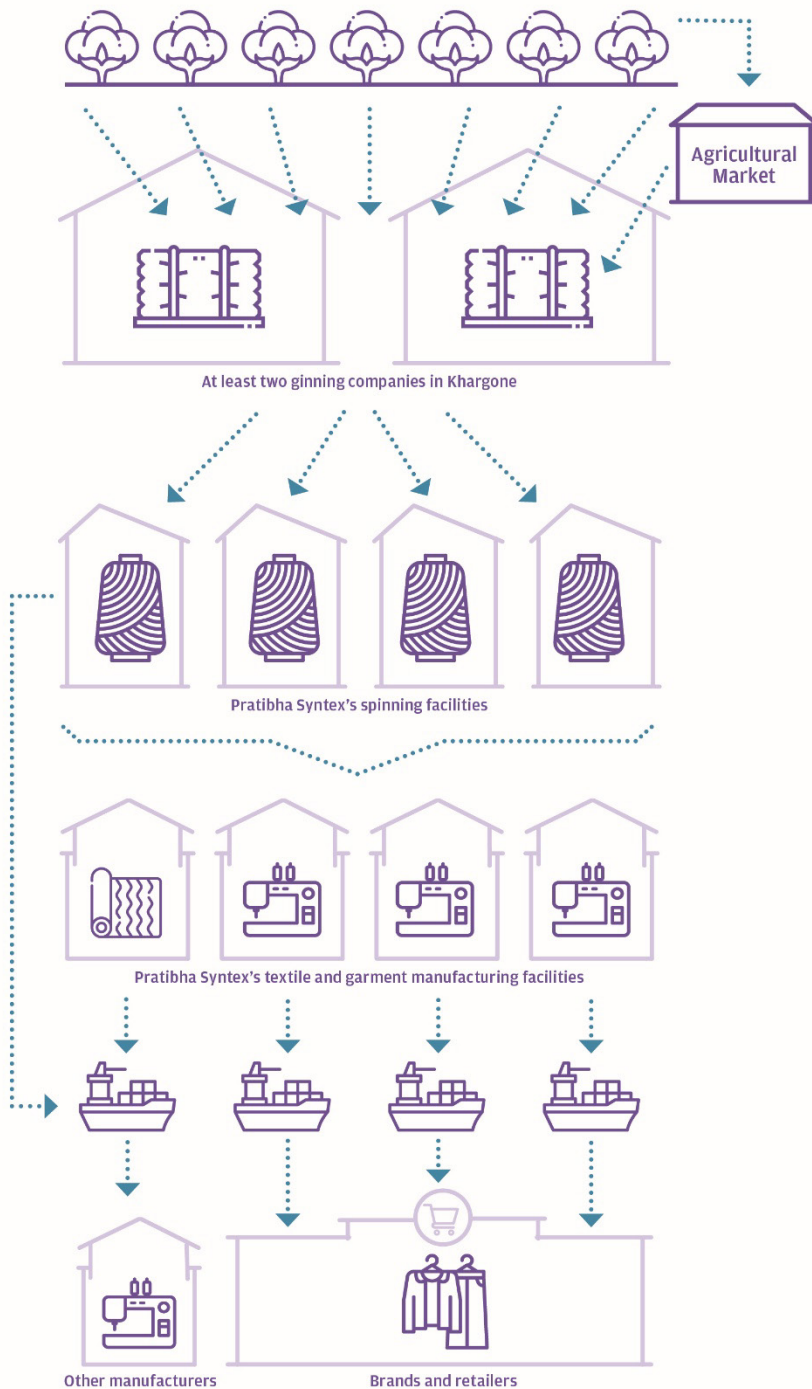 Agricultural
Market
At least two ginning companies in Khargone
Pratibha Syntex's spinning facilities
Pratibha Syntex's textile and garment manufacturing facilities
Other manufacturers
Brands and retailers